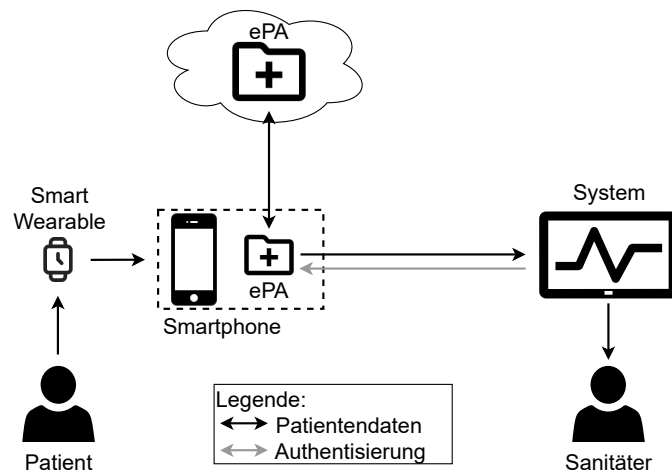 ePA
Smart
Wearable
System
ePA
Smartphone
Legende:
Patientendaten
Authentisierung
Patient
Sanitäter